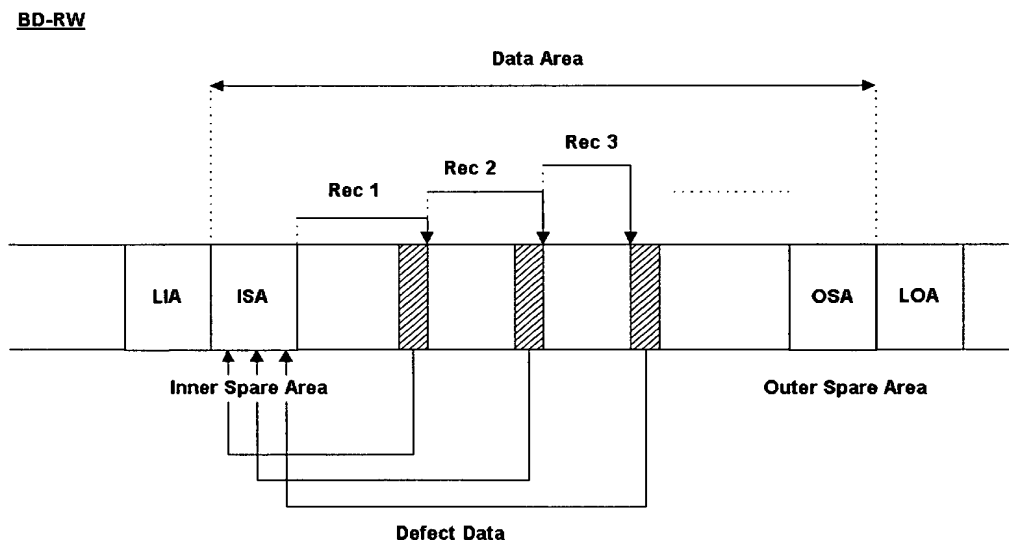 BD-RW
Data Area
Rec 3
Rec 2
Rec 1
LIA
ISA
OSA
LOA
Inner Spare Area
Outer Spare Area
Defect Data